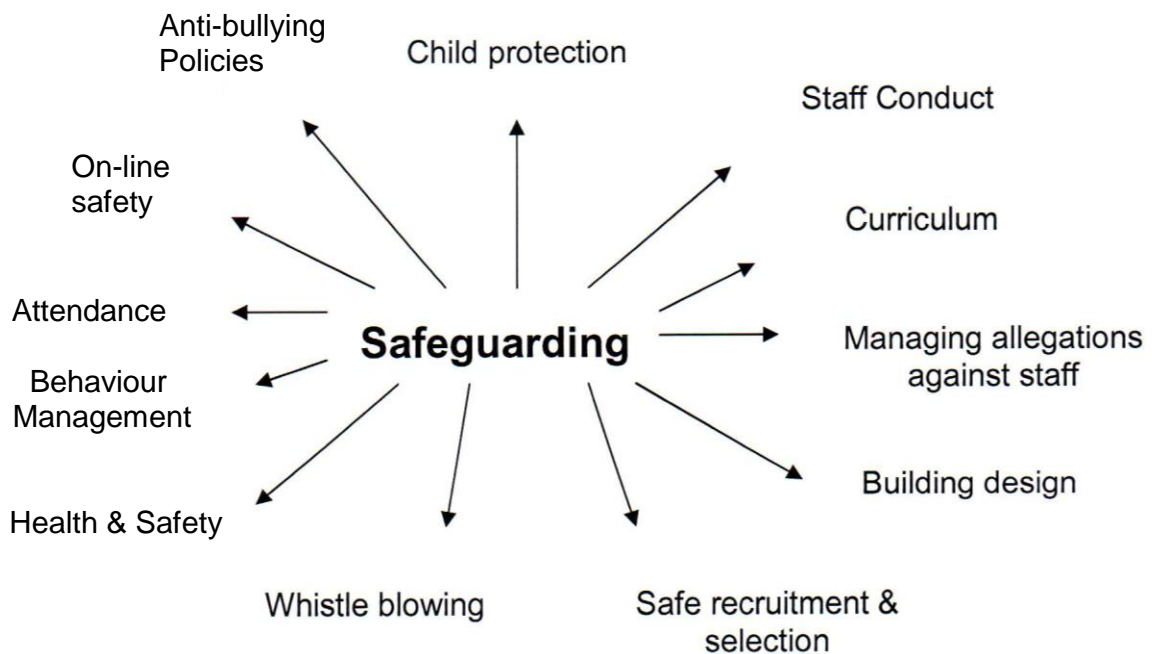 Anti-bullying
Policies
Child protection
Staff Conduct
On-line
safety
Curriculum
Attendance
Safeguarding
Managing allegations
against staff
Behaviour
Management
Building design
Health & Safety
Whistle blowing
Safe recruitment &
selection